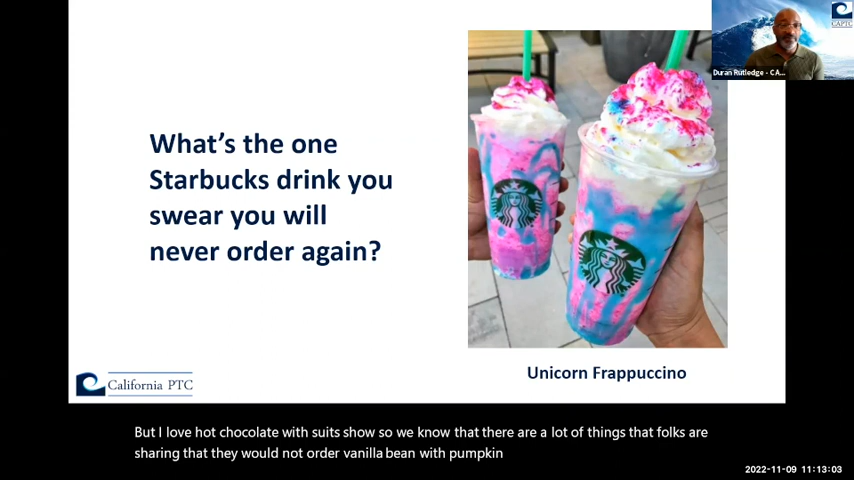 CAPTC
Duran Rutledge - CA...
What's the one
Starbucks drink you
swear you will
never order again?
Unicorn Frappuccino
California PTC
But I love hot chocolate with suits show so we know that there are a lot of things that folks are
sharing that they would not order vanilla bean with pumpkin
2022-11-09 11:13:03